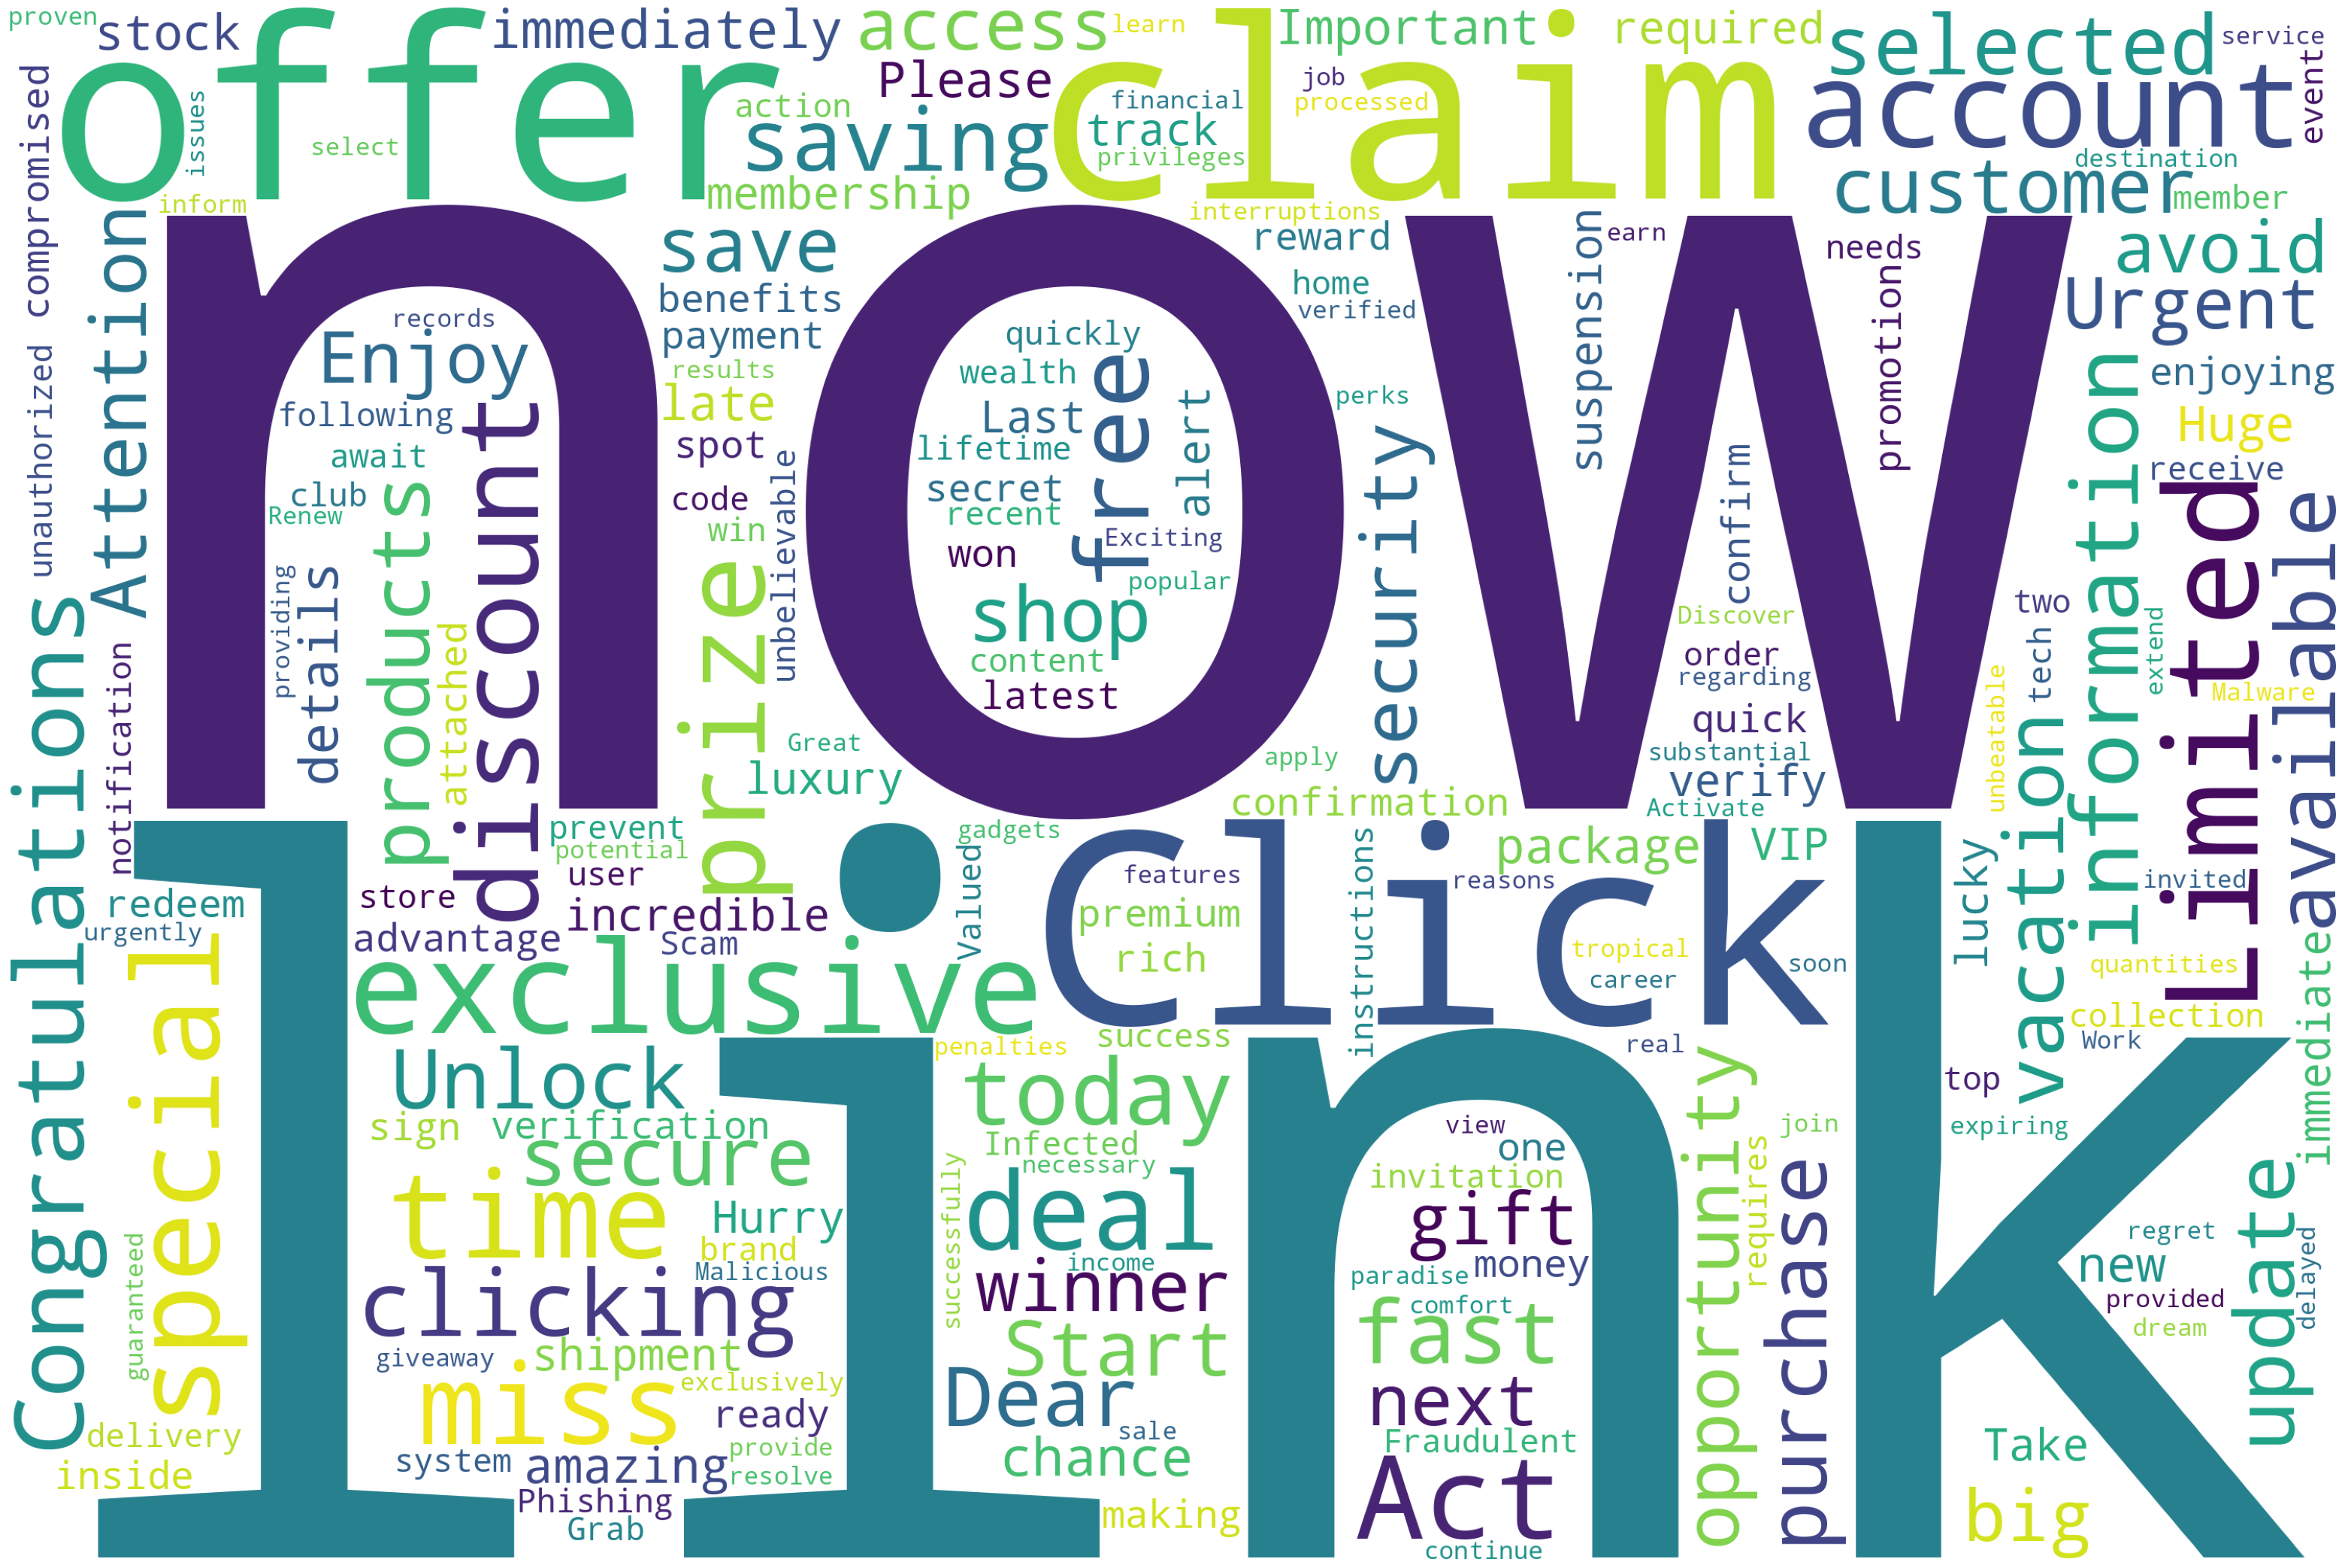 proven
stock
immediately
access
learn
Important
required
selected
service
offer
claim
Please
job
account
event
compromised
issues
action
financial
processed
saving
track
select
privileges
destination
membership
customer
member
inform
interruptions
Attention
save
reward
earn
needs
avoid
suspension
promotion
benefits
home
verified
Urgent
records
payment
quickly
now
Enjoy
unauthorized
results
wealth
free
perks
enjoying
late
Last
alert
following
discount
spot
lifetime
security
confirm
information
Huge
await
receive
club
code
secret
Limited
Renew
products
win
unbelievable
recent
won
Exciting
available
providing
details
prize
popular
shop
Discover
two
Congratulations
notification
attached
content
order
tech
extend
latest
regarding
Malware
quick
unbeatable
Great
luxury
apply
substantial
verify
vacation
confirmation
Activate
prevent
gadgets
potential
Click
package
VIP
link
user
Valued
features
instructions
reasons
lucky
invited
redeem
store
incredible
premium
urgently
advantage
Scam
rich
tropical
career
soon
quantities
special
exclusive
immediate
collection
success
penalties
real
Work
Unlock
today
opportunity
top
sign
verification
Infected
view
join
expiring
secure
necessary
one
requires
purchase
update
time
successfully
deal
invitation
Hurry
gift
regret
guaranteed
brand
income
money
new
delayed
Malicious
winner
paradise
clicking
comfort
provided
giveaway
shipment
Start
fast
dream
miss
exclusively
Dear
next
ready
sale
delivery
provide
chance
Fraudulent
Take
system
inside
amazing
resolve
Act
Phishing
making
big
Grab
continue